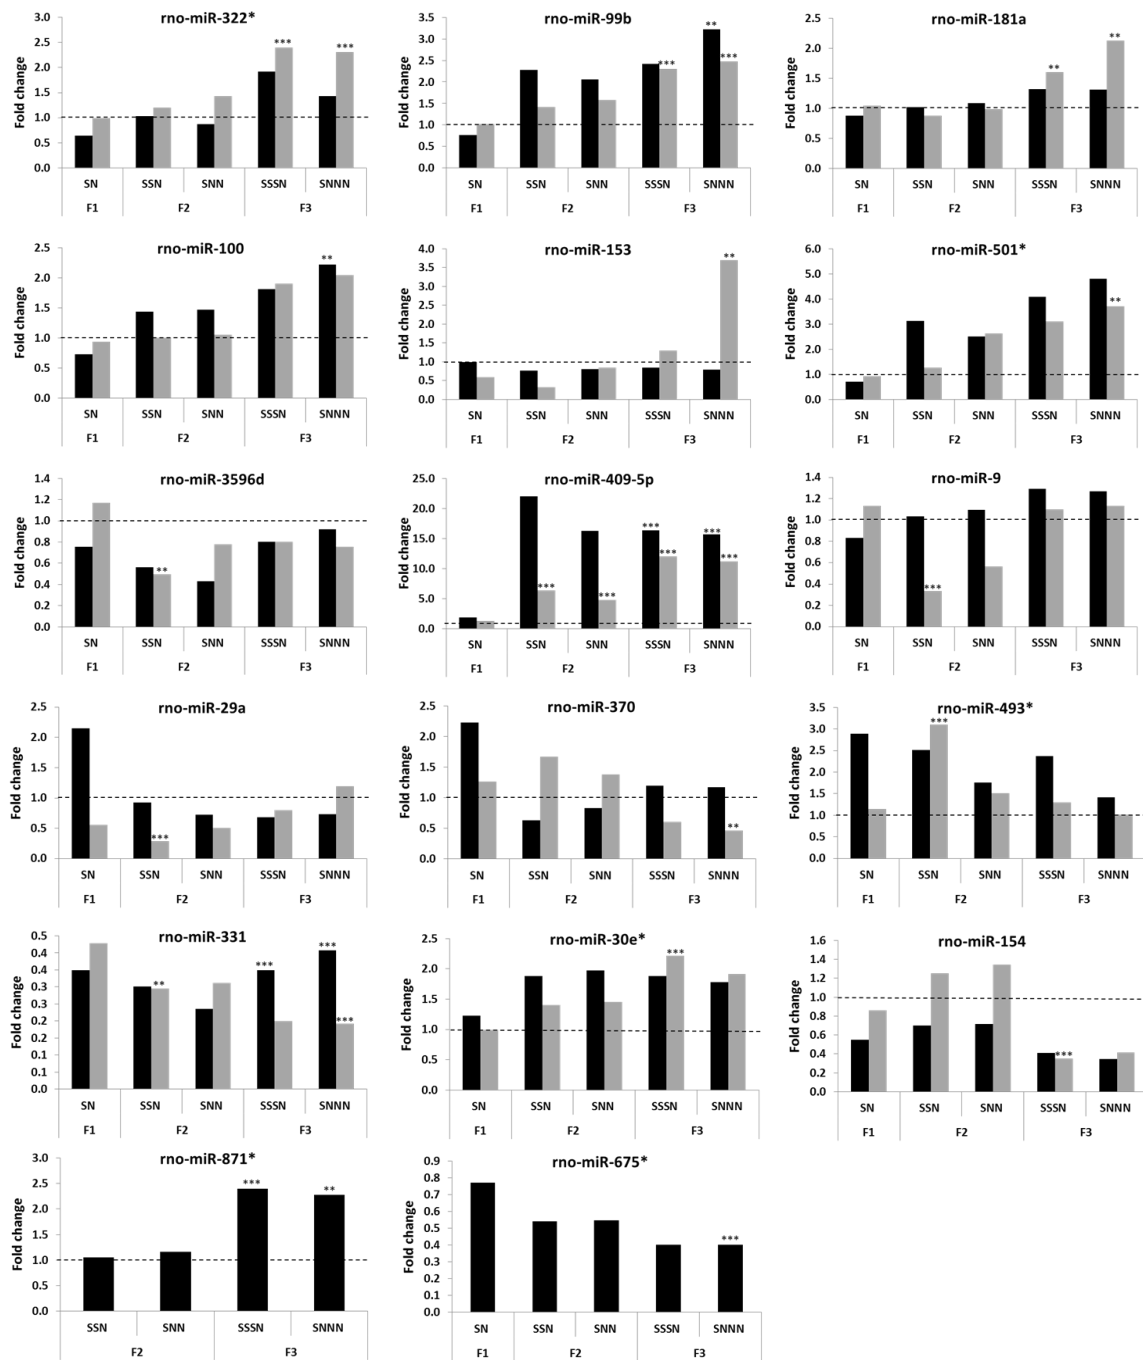 rno-miR-322*
Fold change
3.0
2.5
2.0
1.5
1.0
0.5
0.0
*** ***
SN SSN SNN SSSN SNNN
F1 F2 F3
rno-miR-99b
Fold change
3.5
3.0
2.5
2.0
1.5
1.0
0.5
0.0
*** ** ***
SN SSN SNN SSSN SNNN
F1 F2 F3
rno-miR-181a
Fold change
2.5
2.0
1.5
1.0
0.5
0.0
** **
SN SSN SNN SSSN SNNN
F1 F2 F3
rno-miR-100
Fold change
2.5
2.0
1.5
1.0
0.5
0.0
**
SN SSN SNN SSSN SNNN
F1 F2 F3
rno-miR-153
Fold change
4.0
3.5
3.0
2.5
2.0
1.5
1.0
0.5
0.0
**
SN SSN SNN SSSN SNNN
F1 F2 F3
rno-miR-501*
Fold change
6.0
5.0
4.0
3.0
2.0
1.0
0.0
**
SN SSN SNN SSSN SNNN
F1 F2 F3
rno-miR-3596d
Fold change
1.4
1.2
1.0
0.8
0.6
0.4
0.2
0.0
**
SN SSN SNN SSSN SNNN
F1 F2 F3
rno-miR-409-5p
Fold change
25.0
20.0
15.0
10.0
5.0
0.0
*** *** *** *** *** ***
SN SSN SNN SSSN SNNN
F1 F2 F3
rno-miR-9
Fold change
1.4
1.2
1.0
0.8
0.6
0.4
0.2
0.0
***
SN SSN SNN SSSN SNNN
F1 F2 F3
rno-miR-29a
Fold change
2.5
2.0
1.5
1.0
0.5
0.0
***
SN SSN SNN SSSN SNNN
F1 F2 F3
rno-miR-370
Fold change
2.5
2.0
1.5
1.0
0.5
0.0
**
SN SSN SNN SSSN SNNN
F1 F2 F3
rno-miR-493*
Fold change
3.5
3.0
2.5
2.0
1.5
1.0
0.5
0.0
***
SN SSN SNN SSSN SNNN
F1 F2 F3
rno-miR-331
Fold change
0.5
0.4
0.4
0.3
0.3
0.2
0.2
0.1
0.1
0.0
** *** *** ***
SN SSN SNN SSSN SNNN
F1 F2 F3
rno-miR-30e*
Fold change
2.5
2.0
1.5
1.0
0.5
0.0
***
SN SSN SNN SSSN SNNN
F1 F2 F3
rno-miR-154
Fold change
1.6
1.4
1.2
1.0
0.8
0.6
0.4
0.2
0.0
***
SN SSN SNN SSSN SNNN
F1 F2 F3
rno-miR-871*
Fold change
3.0
2.5
2.0
1.5
1.0
0.5
0.0
*** **
SSN SNN SSSN SNNN
F2 F3
rno-miR-675*
Fold change
0.9
0.8
0.7
0.6
0.5
0.4
0.3
0.2
0.1
0.0
***
SN SSN SNN SSSN SNNN
F1 F2 F3